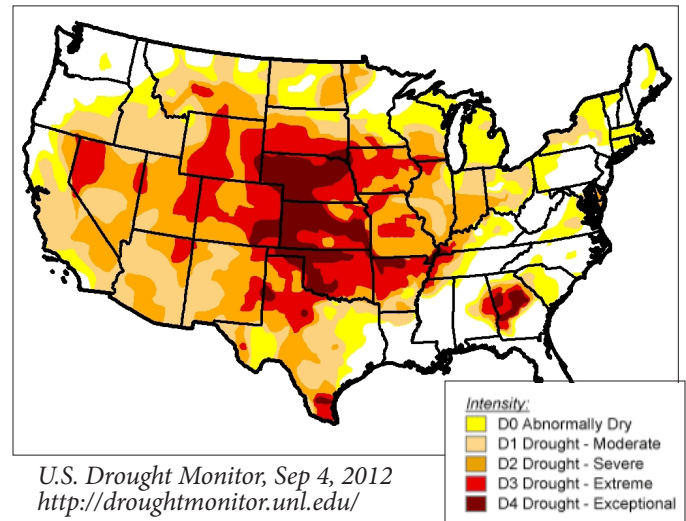 Intensity:
D0 Abnormally Dry
D1 Drought - Moderate
D2 Drought - Severe
D3 Drought - Extreme
D4 Drought - Exceptional
U.S. Drought Monitor, Sep 4, 2012
http://droughtmonitor.unl.edu/